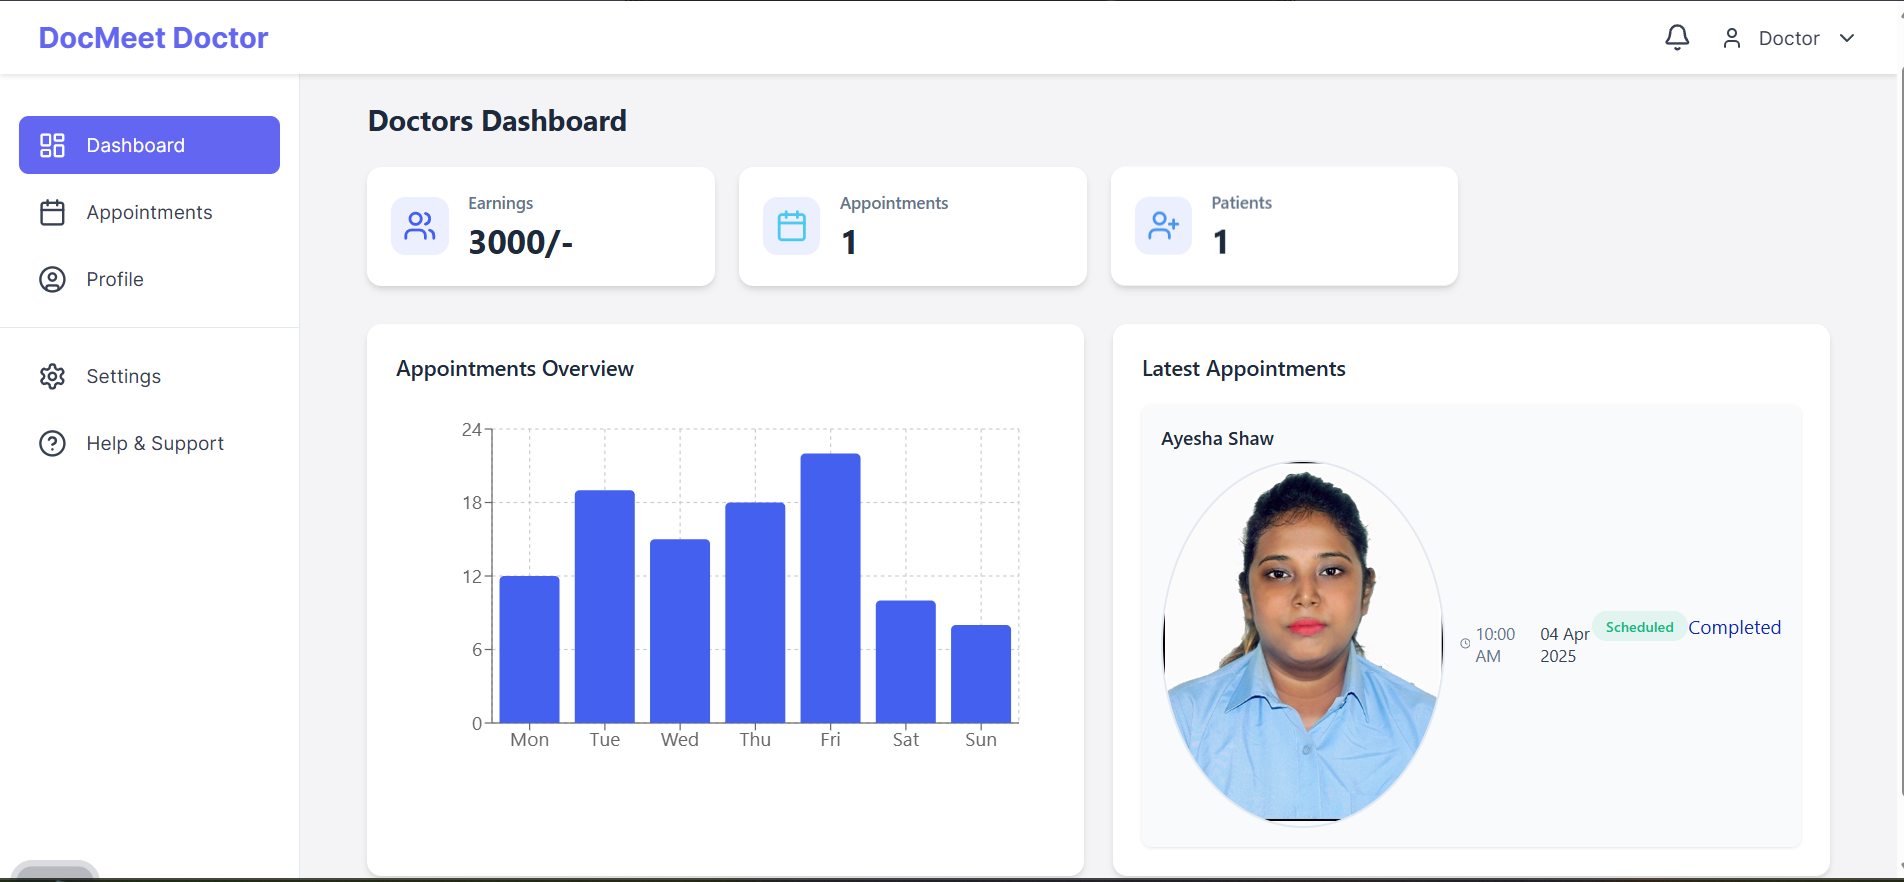 DocMeet Doctor
Doctor
Dashboard
Appointments
Profile
Settings
Help & Support
Doctors Dashboard
Earnings
3000/-
Appointments
1
Patients
1
Appointments Overview
24
18
12
6
0
Mon Tue Wed Thu Fri Sat Sun
Latest Appointments
Ayesha Shaw
10:00
AM
04 Apr
2025
Scheduled
Completed